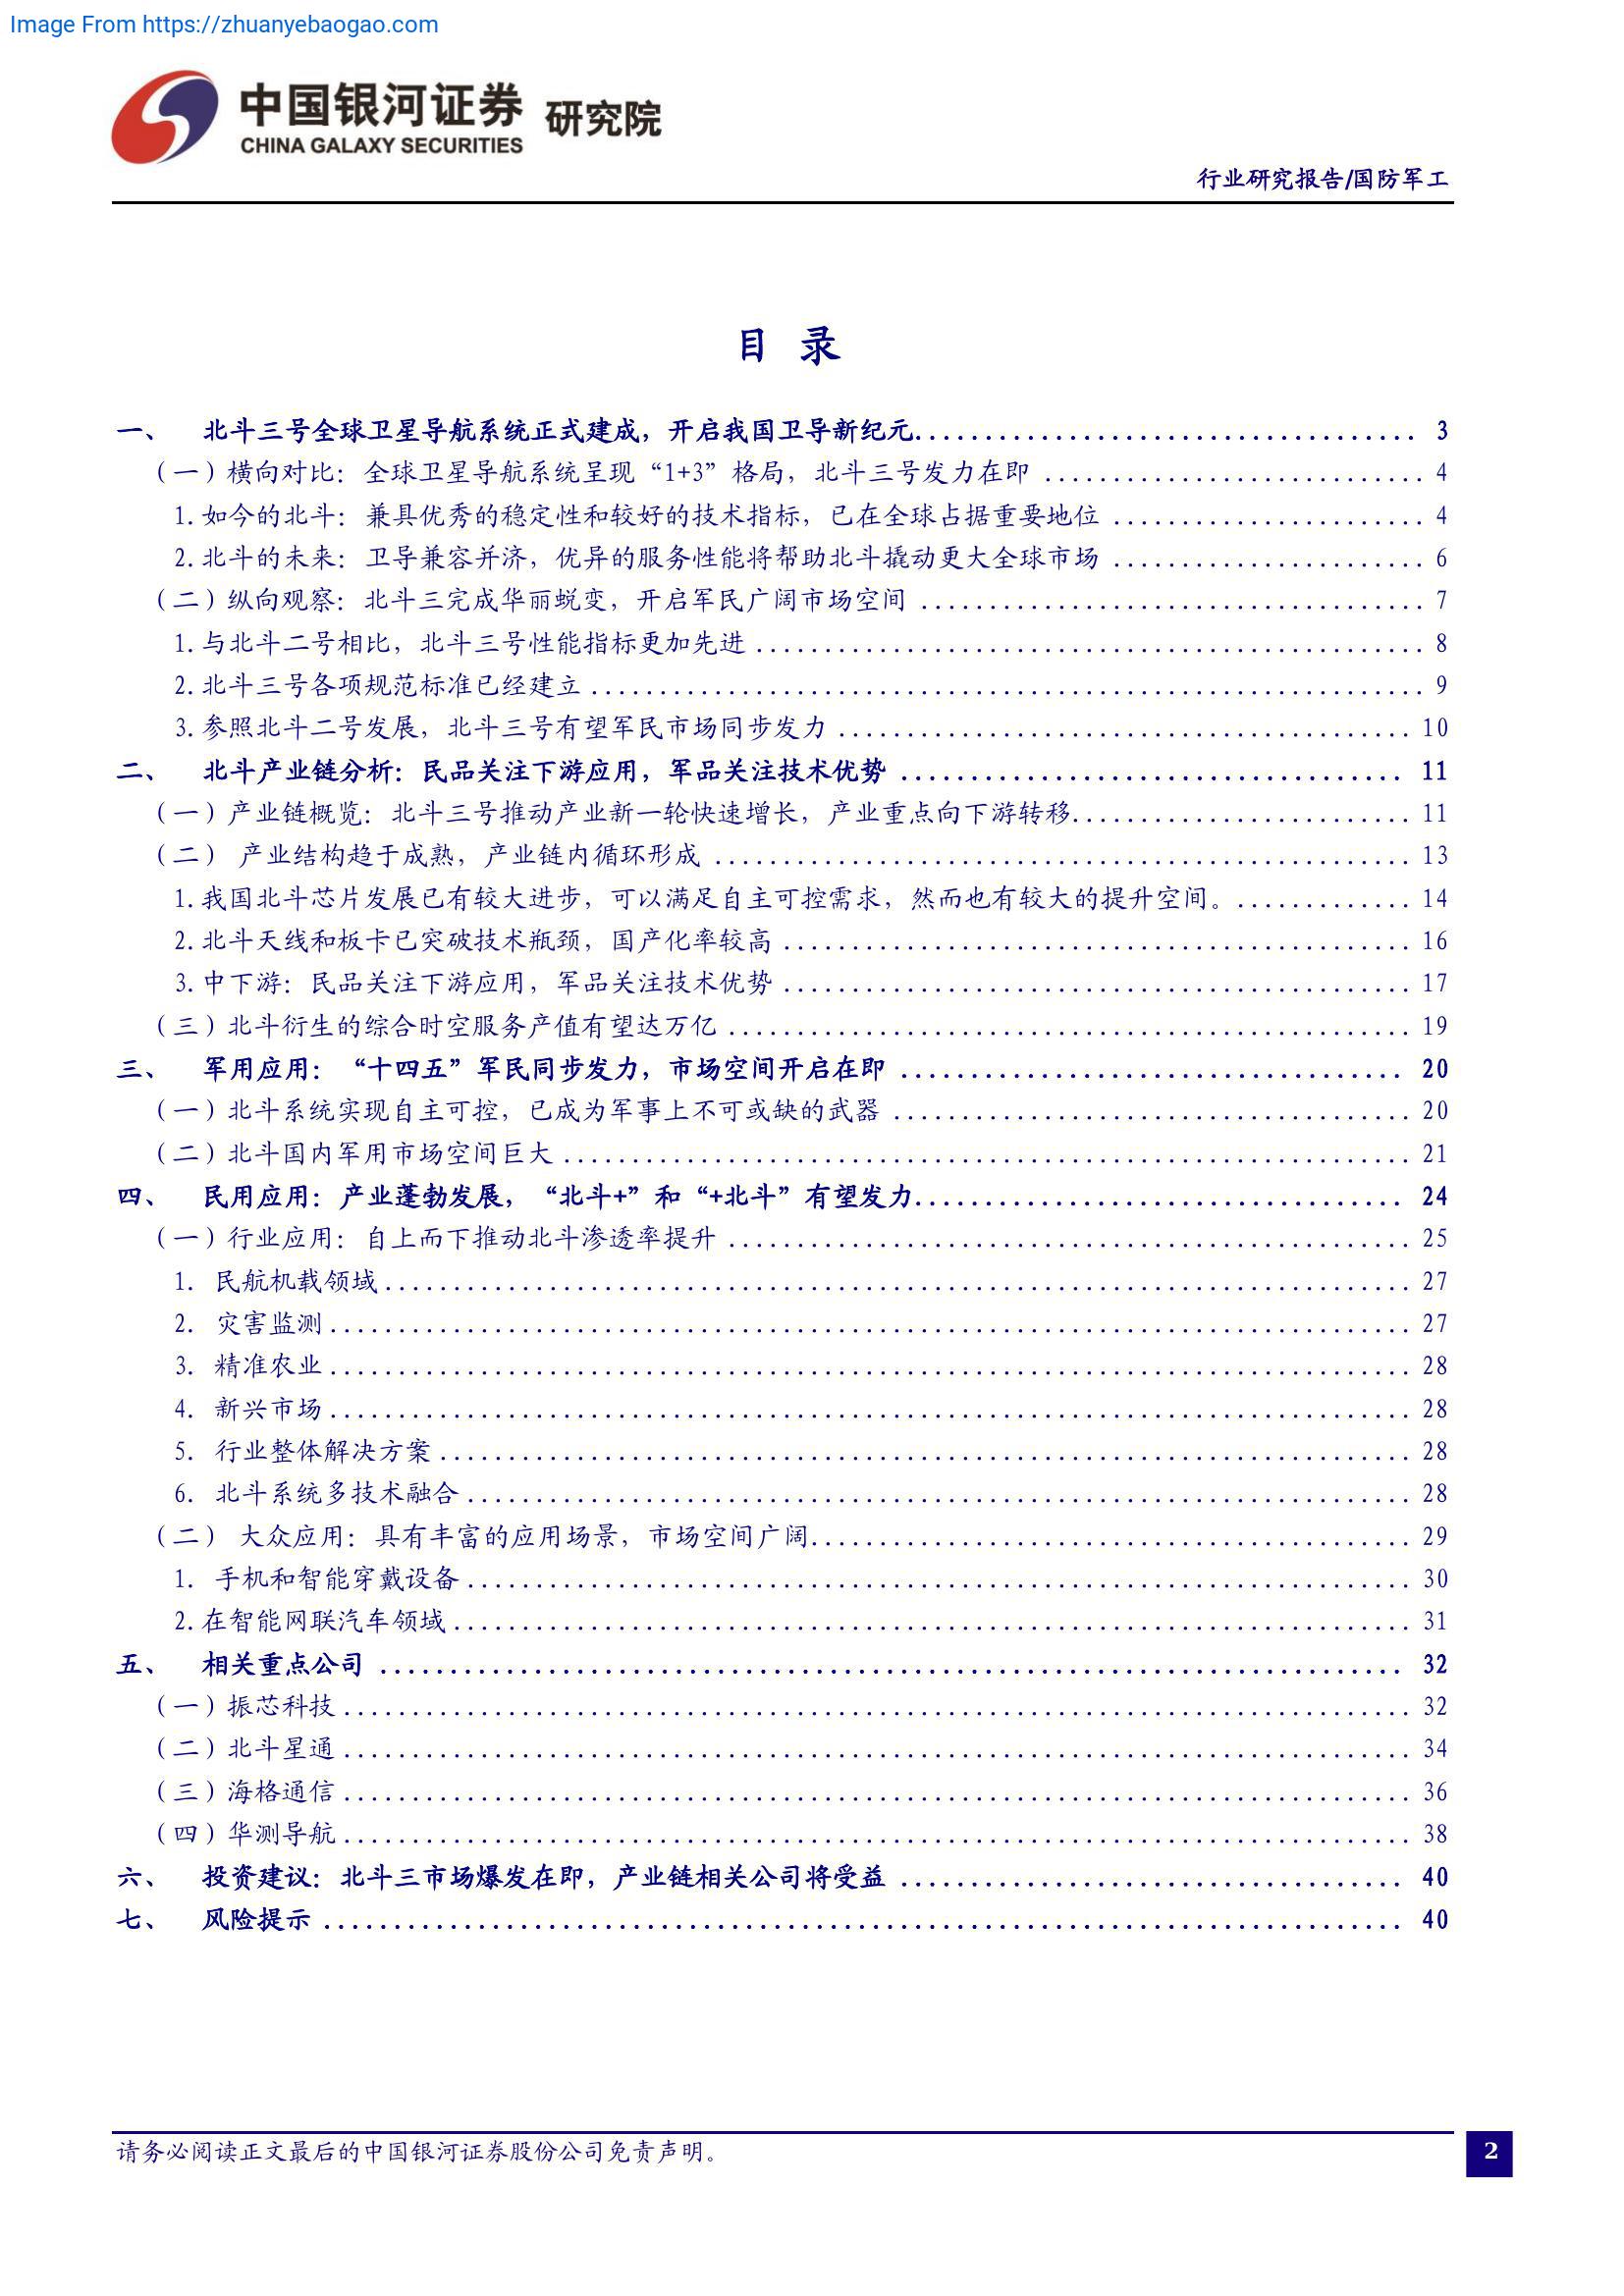 Image From https://zhuanyebaogao.com
中国银河证券 研究院
CHINA GALAXY SECURITIES
行业研究报告/国防军工
目 录
一、 北斗三号全球卫星导航系统正式建成，开启我国卫导新纪元.................................... 3
（一）横向对比：全球卫星导航系统呈现“1+3”格局，北斗三号发力在即 ............................ 4
1.如今的北斗：兼具优秀的稳定性和较好的技术指标，已在全球占据重要地位 ....................... 4
2.北斗的未来：卫导兼容并济，优异的服务性能将帮助北斗撬动更大全球市场 ....................... 6
（二）纵向观察：北斗三完成华丽蜕变，开启军民广阔市场空间 ..................................... 7
1.与北斗二号相比，北斗三号性能指标更加先进 ................................................. 8
2.北斗三号各项规范标准已经建立 ............................................................. 9
3.参照北斗二号发展，北斗三号有望军民市场同步发力 .......................................... 10
二、 北斗产业链分析：民品关注下游应用，军品关注技术优势 .................................... 11
（一）产业链概览：北斗三号推动产业新一轮快速增长，产业重点向下游转移......................... 11
（二） 产业结构趋于成熟，产业链内循环形成 ................................................... 13
1.我国北斗芯片发展已有较大进步，可以满足自主可控需求，然而也有较大的提升空间。............. 14
2.北斗天线和板卡已突破技术瓶颈，国产化率较高 .............................................. 16
3.中下游：民品关注下游应用，军品关注技术优势 .............................................. 17
（三）北斗衍生的综合时空服务产值有望达万亿 .................................................. 19
三、 军用应用：“十四五”军民同步发力，市场空间开启在即 .................................... 20
（一）北斗系统实现自主可控，已成为军事上不可或缺的武器 ...................................... 20
（二）北斗国内军用市场空间巨大 .............................................................. 21
四、 民用应用：产业蓬勃发展，“北斗+”和“+北斗”有望发力................................... 24
（一）行业应用：自上而下推动北斗渗透率提升 .................................................. 25
1. 民航机载领域 ........................................................................... 27
2. 灾害监测 ............................................................................... 27
3. 精准农业 ............................................................................... 28
4. 新兴市场 ............................................................................... 28
5. 行业整体解决方案 ....................................................................... 28
6. 北斗系统多技术融合 ..................................................................... 28
（二） 大众应用：具有丰富的应用场景，市场空间广阔............................................ 29
1. 手机和智能穿戴设备 ..................................................................... 30
2.在智能网联汽车领域 ...................................................................... 31
五、 相关重点公司 ......................................................................... 32
（一）振芯科技 .............................................................................. 32
（二）北斗星通 .............................................................................. 34
（三）海格通信 .............................................................................. 36
（四）华测导航 .............................................................................. 38
六、 投资建议：北斗三市场爆发在即，产业链相关公司将受益 .................................... 40
七、 风险提示 ............................................................................. 40
请务必阅读正文最后的中国银河证券股份公司免责声明。
2